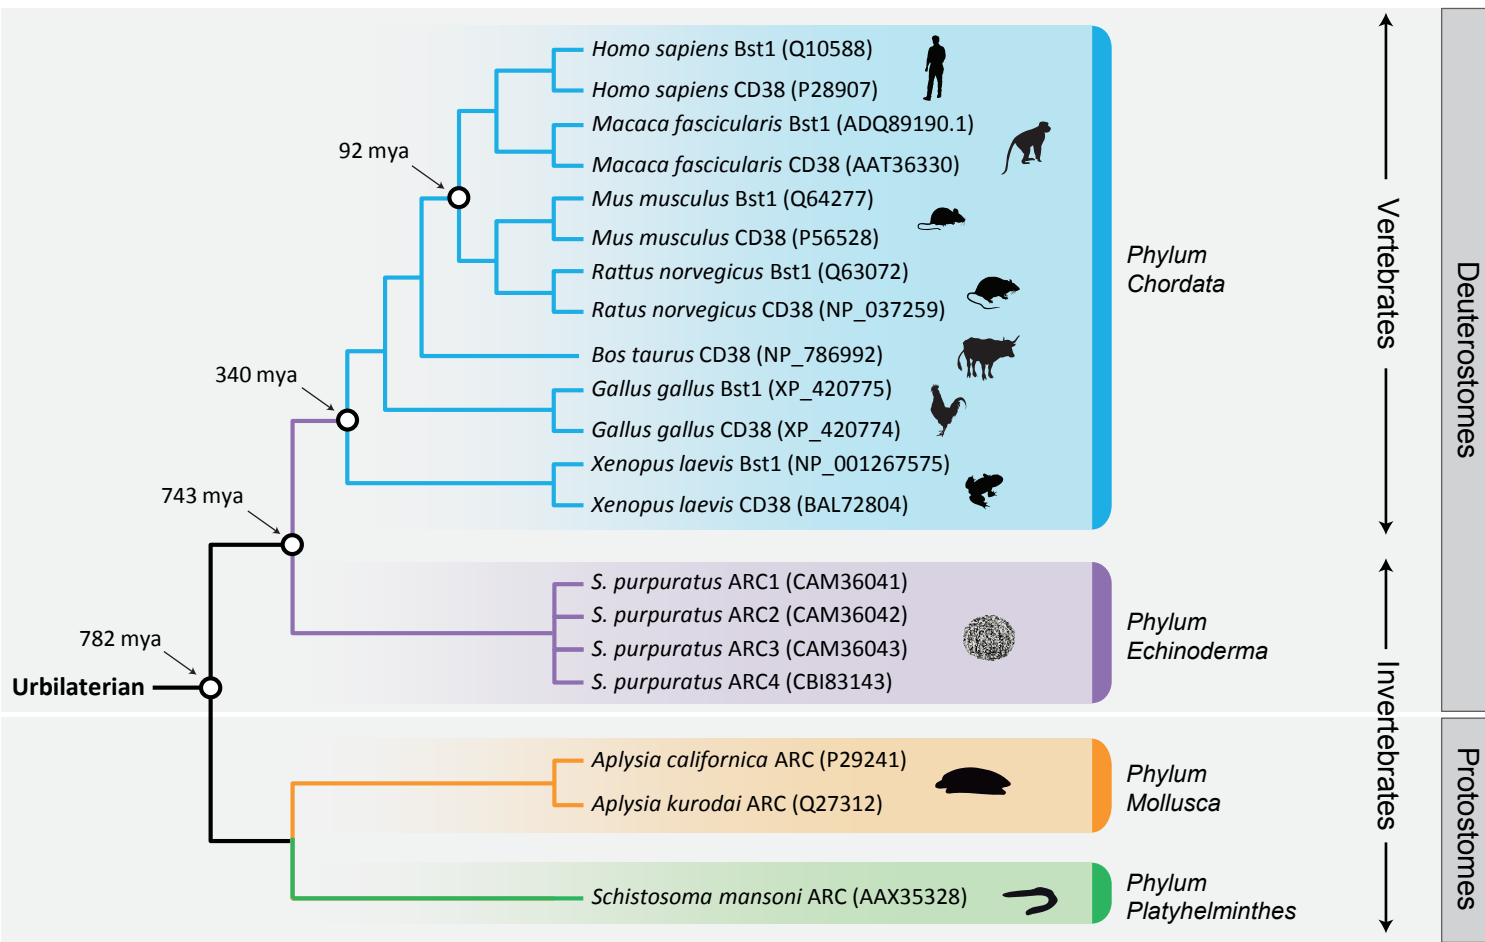 Homo sapiens Bst1 (Q10588)
Homo sapiens CD38 (P28907)
Macaca fascicularis Bst1 (ADQ89190.1)
92 mya
Macaca fascicularis CD38 (AAT36330)
Mus musculus Bst1 (Q64277)
Mus musculus CD38 (P56528)
Rattus norvegicus Bst1 (Q63072)
Ratus norvegicus CD38 (NP_037259)
Phylum
Chordata
Bos taurus CD38 (NP_786992)
340 mya
Gallus gallus Bst1 (XP_420775)
Gallus gallus CD38 (XP_420774)
Xenopus laevis Bst1 (NP_001267575)
743 mya
Xenopus laevis CD38 (BAL72804)
Vertebrates
Deuterostomes
S. purpuratus ARC1 (CAM36041)
S. purpuratus ARC2 (CAM36042)
S. purpuratus ARC3 (CAM36043)
S. purpuratus ARC4 (CBI83143)
Phylum
Echinoderma
782 mya
Urbilaterian
Invertebrates
Aplysia californica ARC (P29241)
Aplysia kurodai ARC (Q27312)
Phylum
Mollusca
Protostomes
Schistosoma mansoni ARC (AAX35328)
Phylum
Platyhelminthes